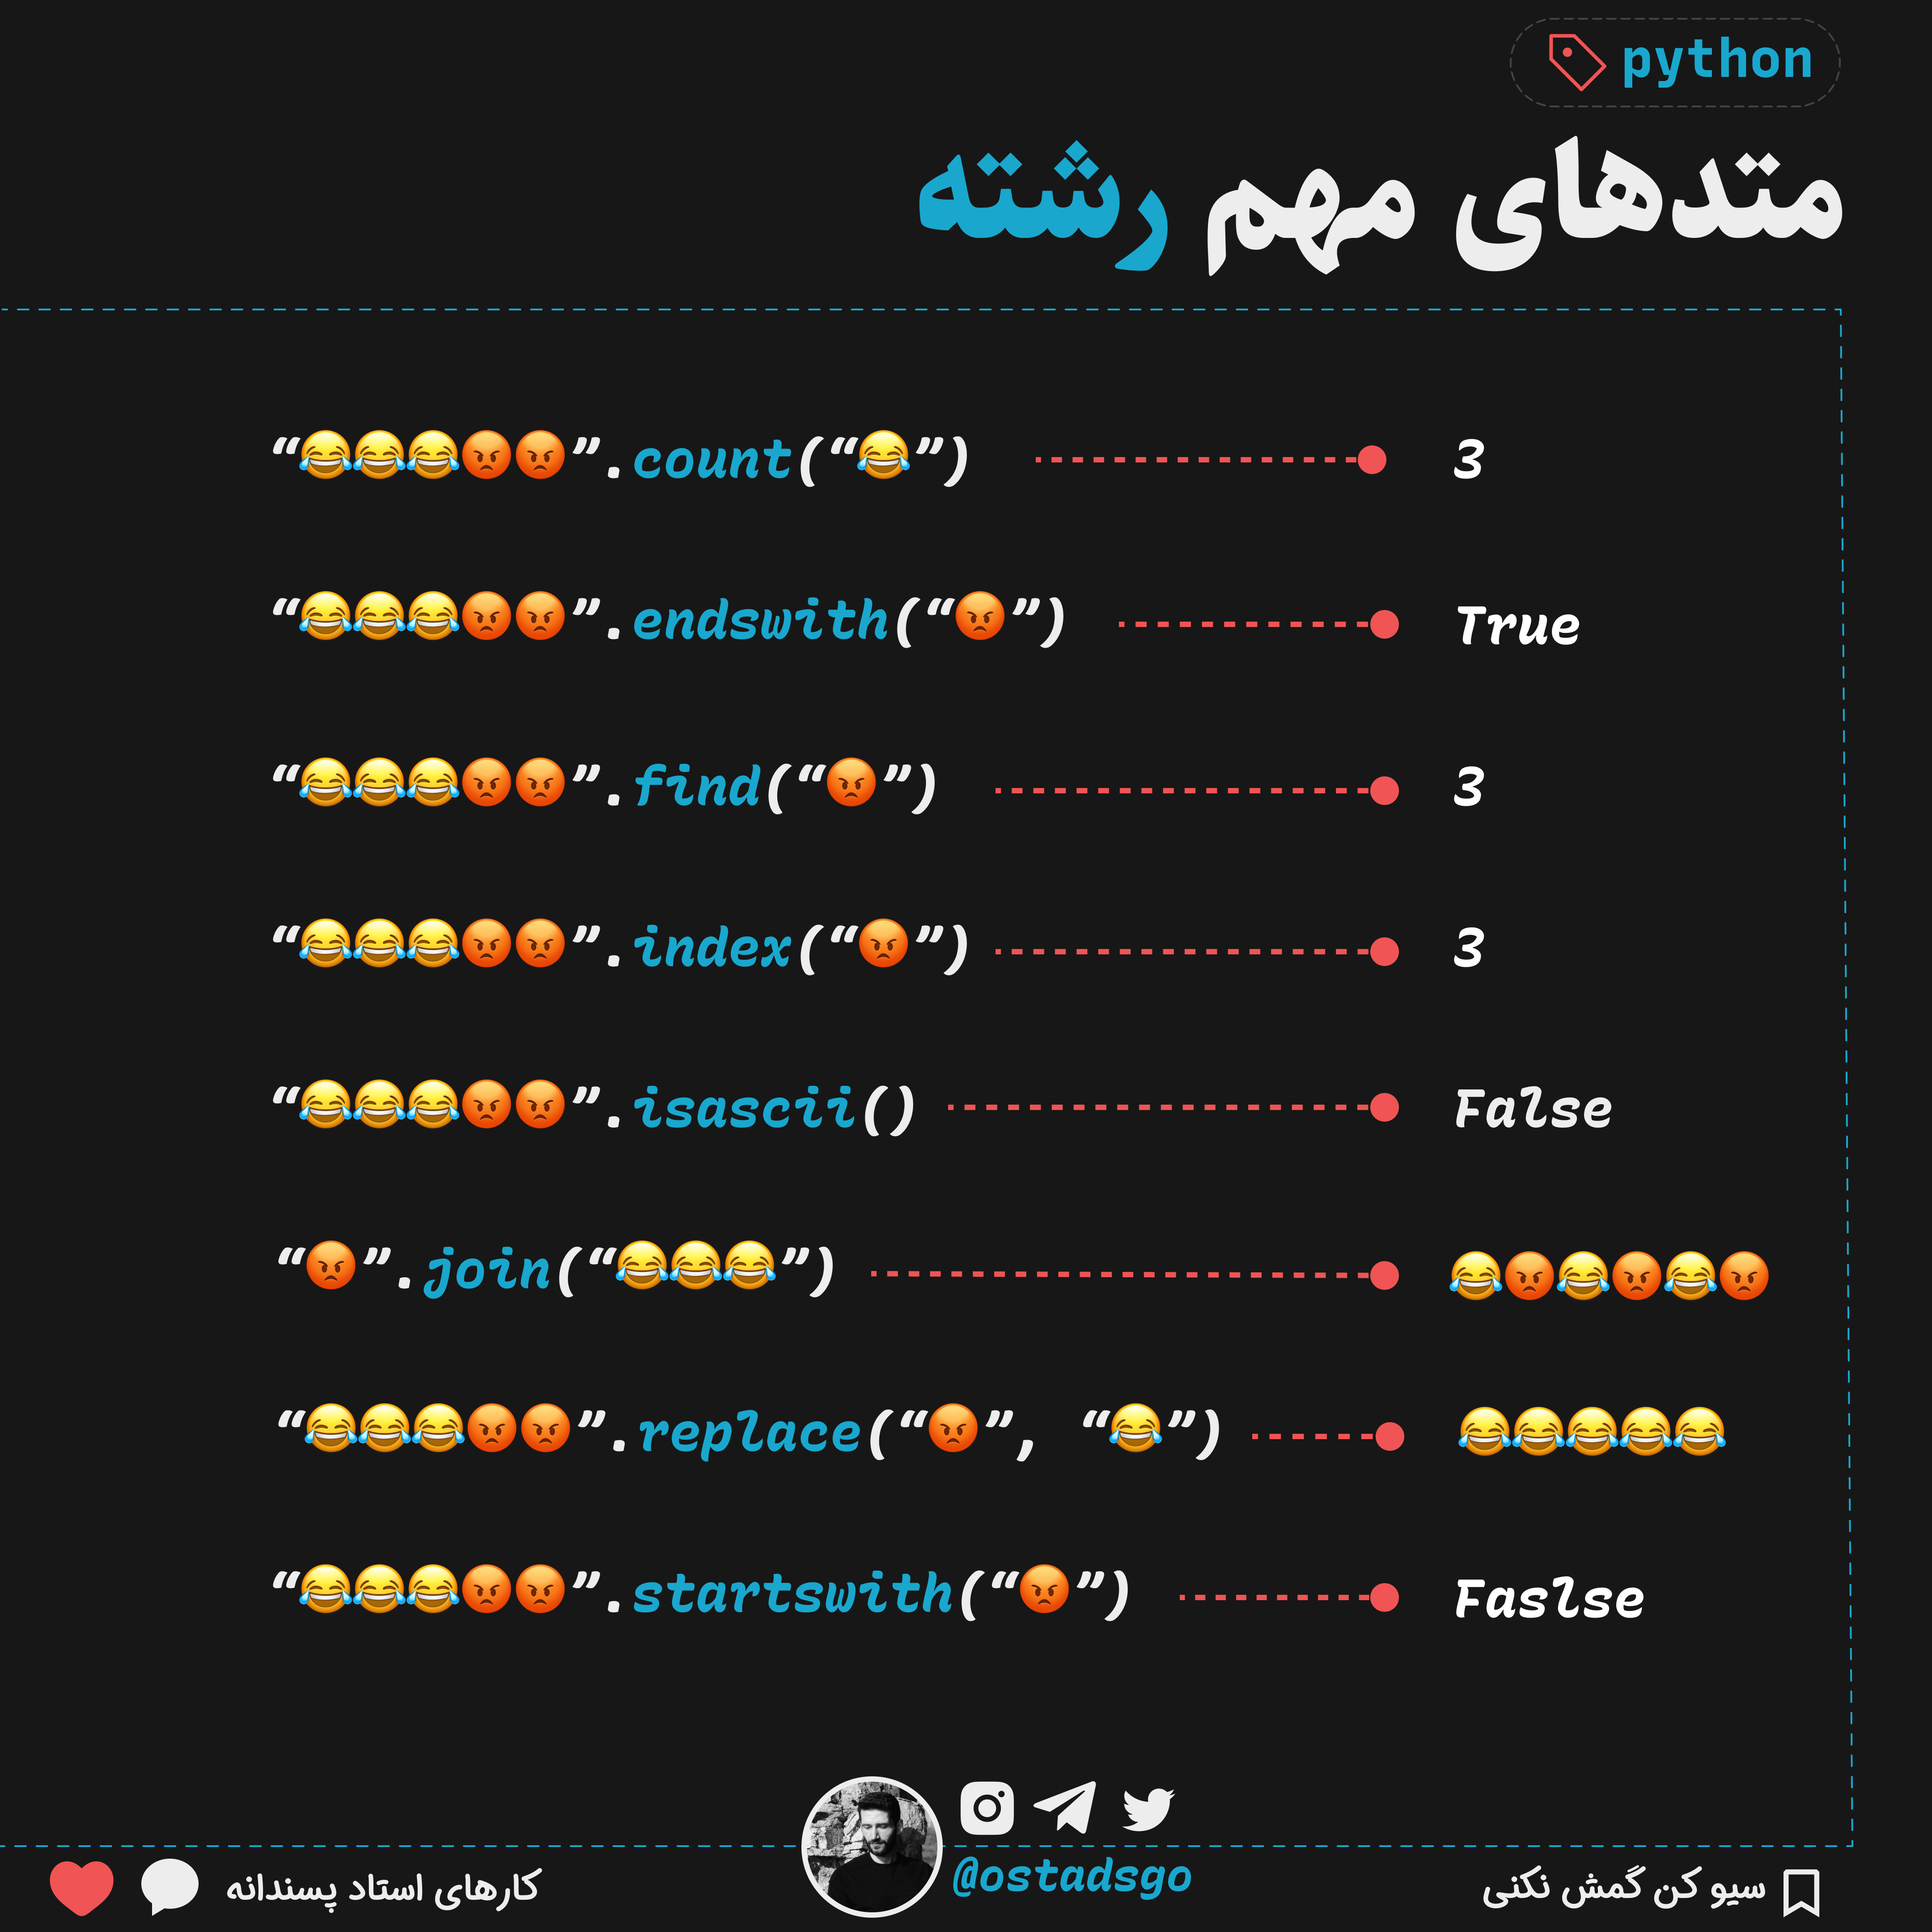 python
متدهای مهم رشته
“😂😂😂😡😡”.count(“😂”) 3
“😂😂😂😡😡”.endswith(“😡”) True
“😂😂😂😡😡”.find(“😡”) 3
“😂😂😂😡😡”.index(“😡”) 3
“😂😂😂😡😡”.isascii() False
“😡”.join(“😂😂😂”) 😂😡😂😡😂😡
“😂😂😂😡😡”.replace(“😡”, “😂”) 😂😂😂😂😂
“😂😂😂😡😡”.startswith(“😡”) Faslse
سیو کن گمش نکنی
@ostadsgo
کارهای استاد پسندانه